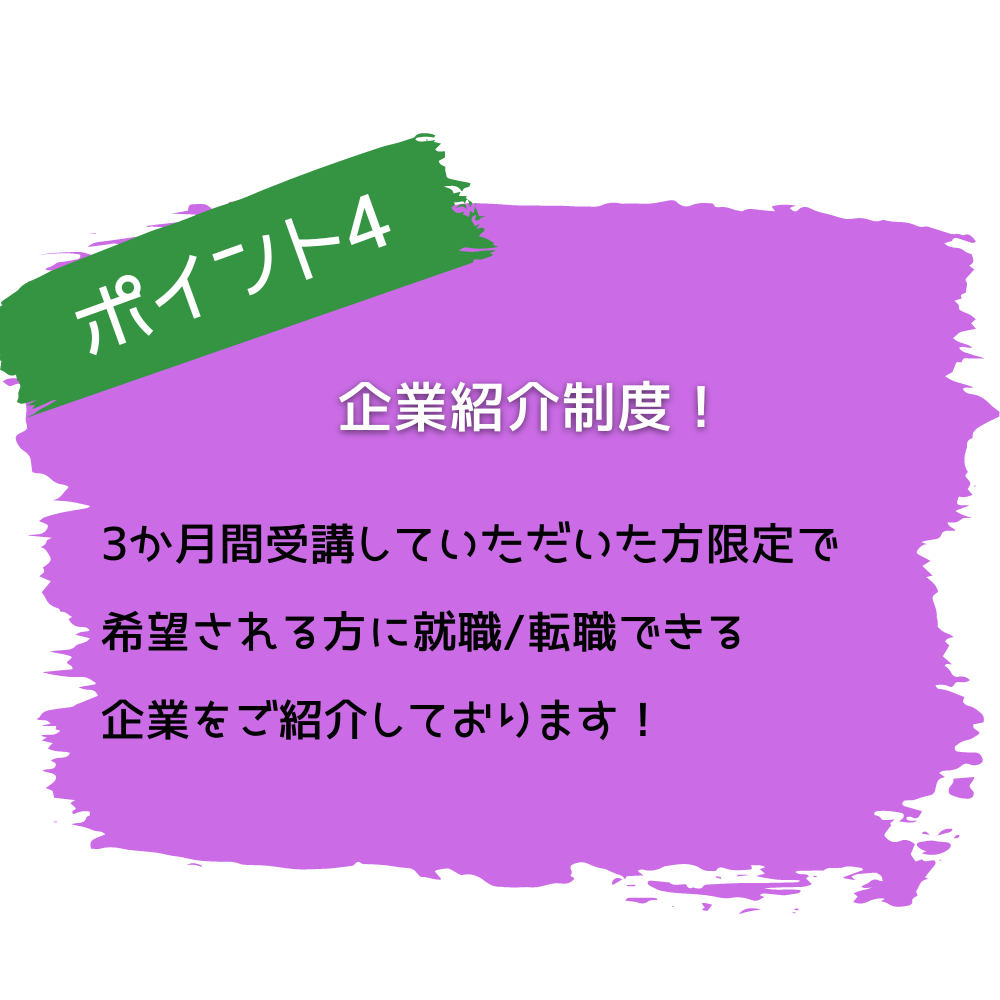 ポイント4
企業紹介制度！
3か月間受講していただいた方限定で
希望される方に就職/転職できる
企業をご紹介しております！